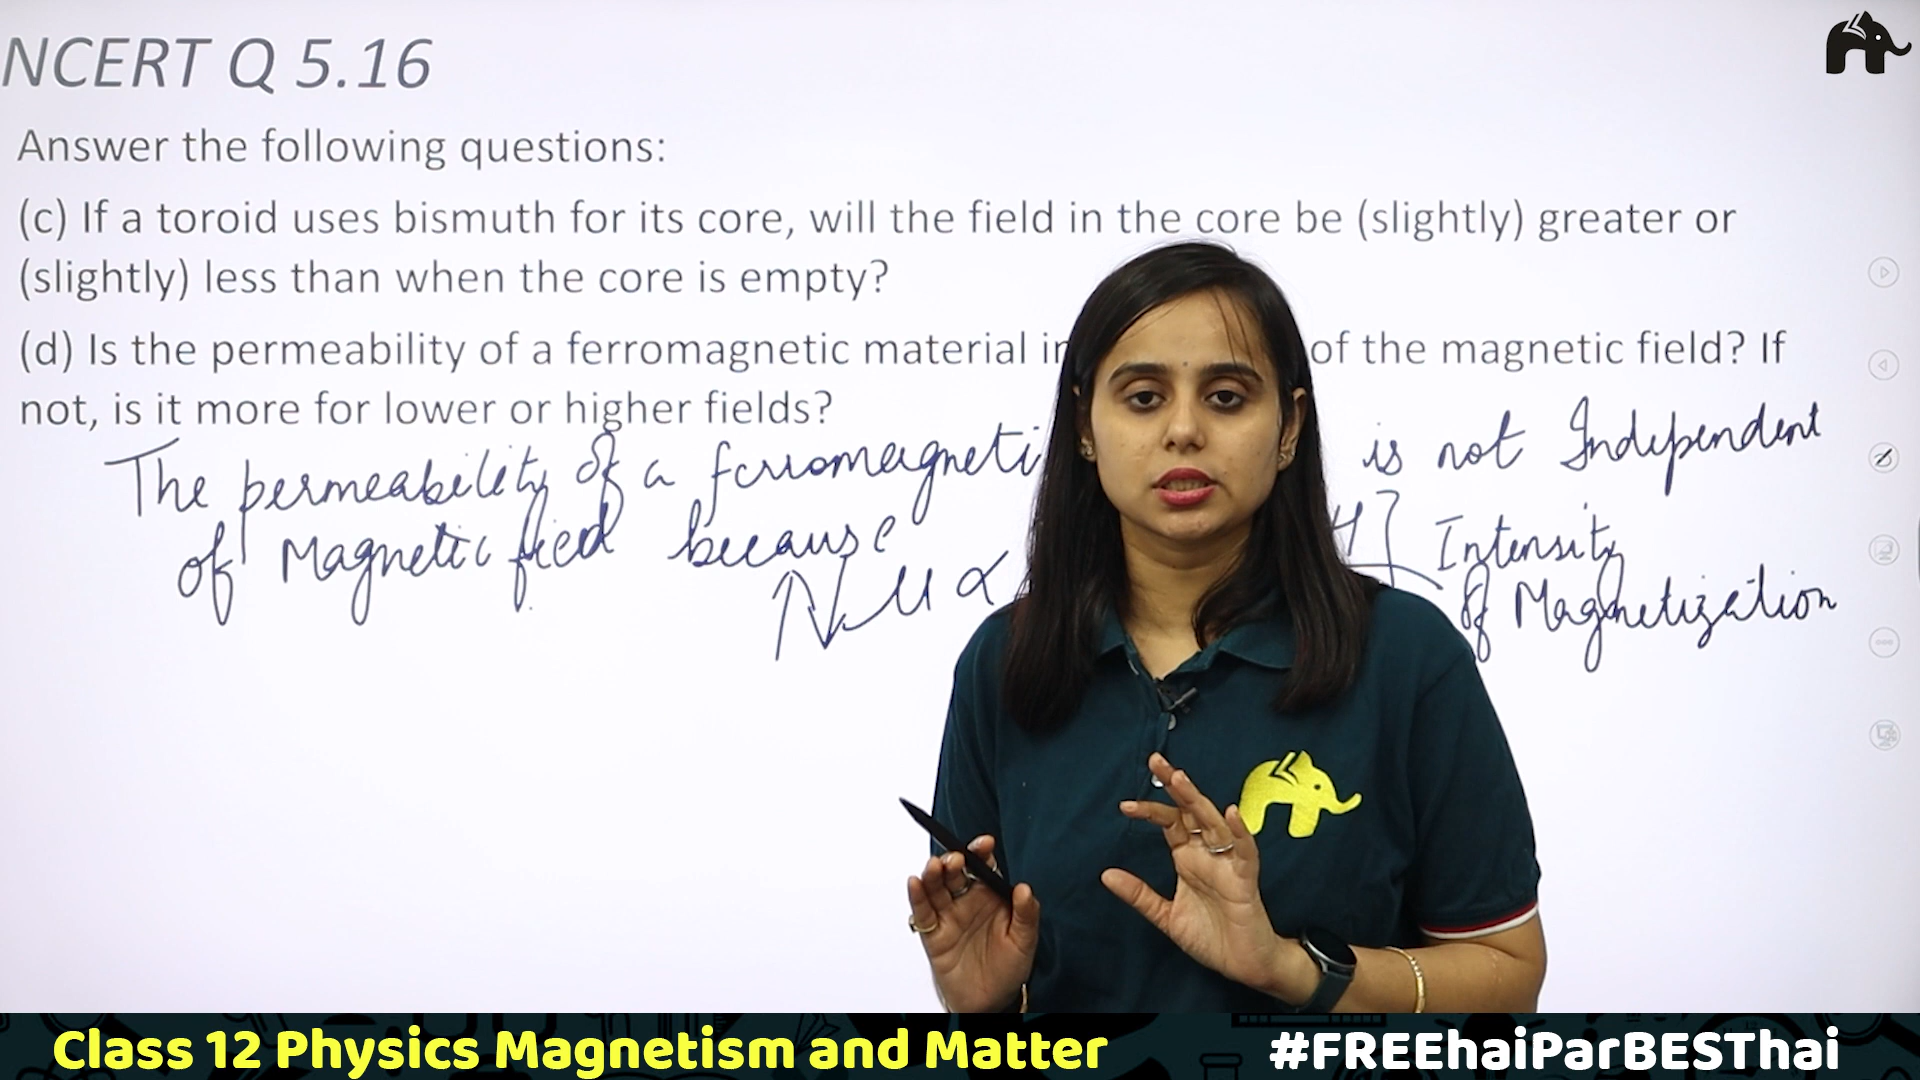 NCERT Q 5.16
Answer the following questions:
(c) If a toroid uses bismuth for its core, will the field in the core be (slightly) greater or
(slightly) less than when the core is empty?
(d) Is the permeability of a ferromagnetic material of the magnetic field? If
not, is it more for lower or higher fields?
The permeability of a ferromagneti is not Independent
of Magnetic field because Intensity
μ α H] of Magnetization
Class 12 Physics Magnetism and Matter #FREEhaiParBESThai